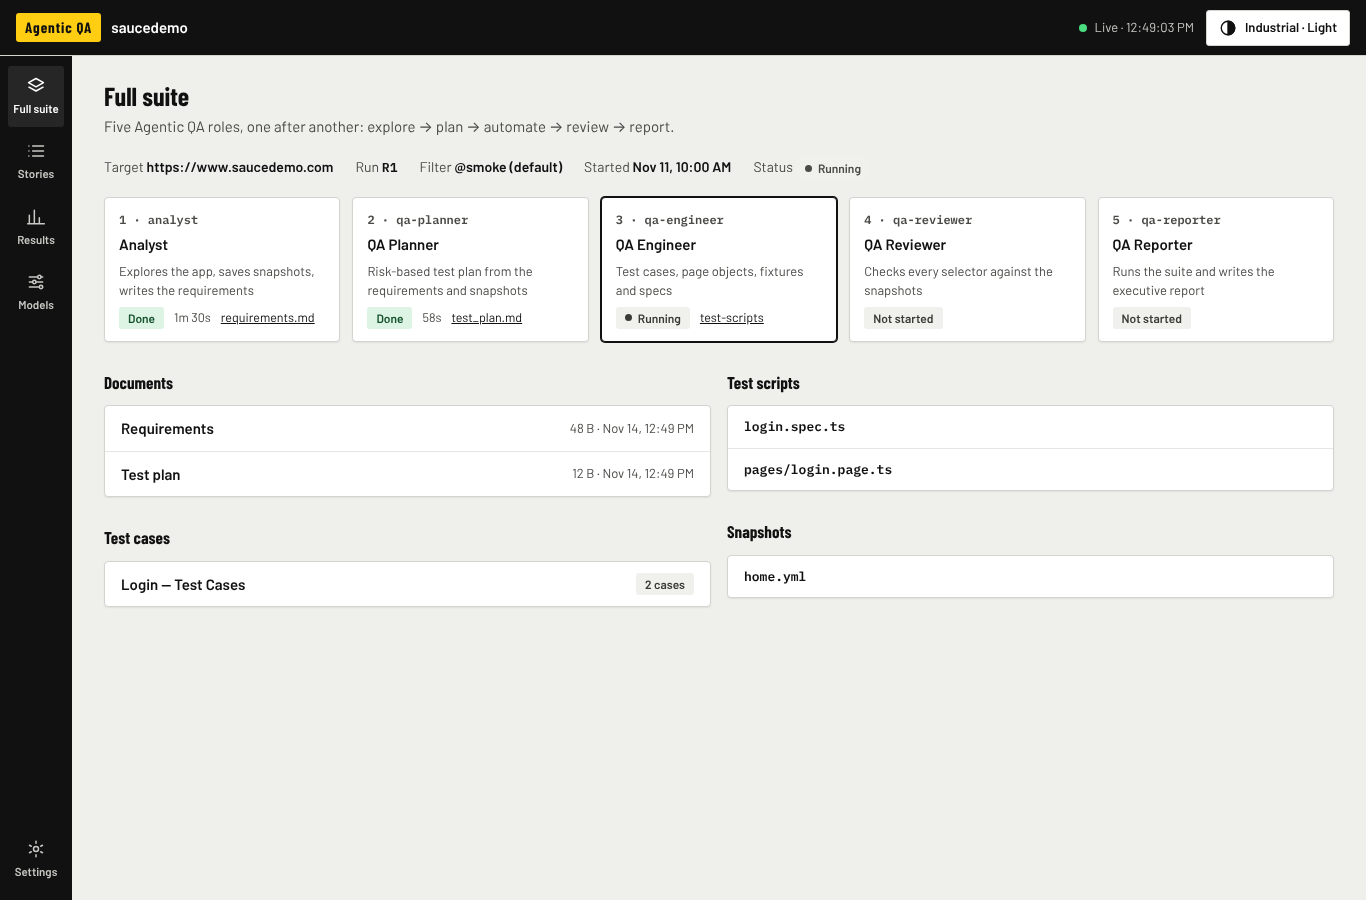 Agentic QA
saucedemo
Live · 12:49:03 PM
Industrial · Light
Full suite
Stories
Results
Models
Settings
Full suite
Five Agentic QA roles, one after another: explore → plan → automate → review → report.
Target https://www.saucedemo.com Run R1 Filter @smoke (default) Started Nov 11, 10:00 AM Status Running
1 · analyst
Analyst
Explores the app, saves snapshots,
writes the requirements
Done 1m 30s requirements.md
2 · qa-planner
QA Planner
Risk-based test plan from the
requirements and snapshots
Done 58s test_plan.md
3 · qa-engineer
QA Engineer
Test cases, page objects, fixtures
and specs
Running test-scripts
4 · qa-reviewer
QA Reviewer
Checks every selector against the
snapshots
Not started
5 · qa-reporter
QA Reporter
Runs the suite and writes the
executive report
Not started
Documents
Requirements 48 B · Nov 14, 12:49 PM
Test plan 12 B · Nov 14, 12:49 PM
Test cases
Login — Test Cases 2 cases
Test scripts
login.spec.ts
pages/login.page.ts
Snapshots
home.yml